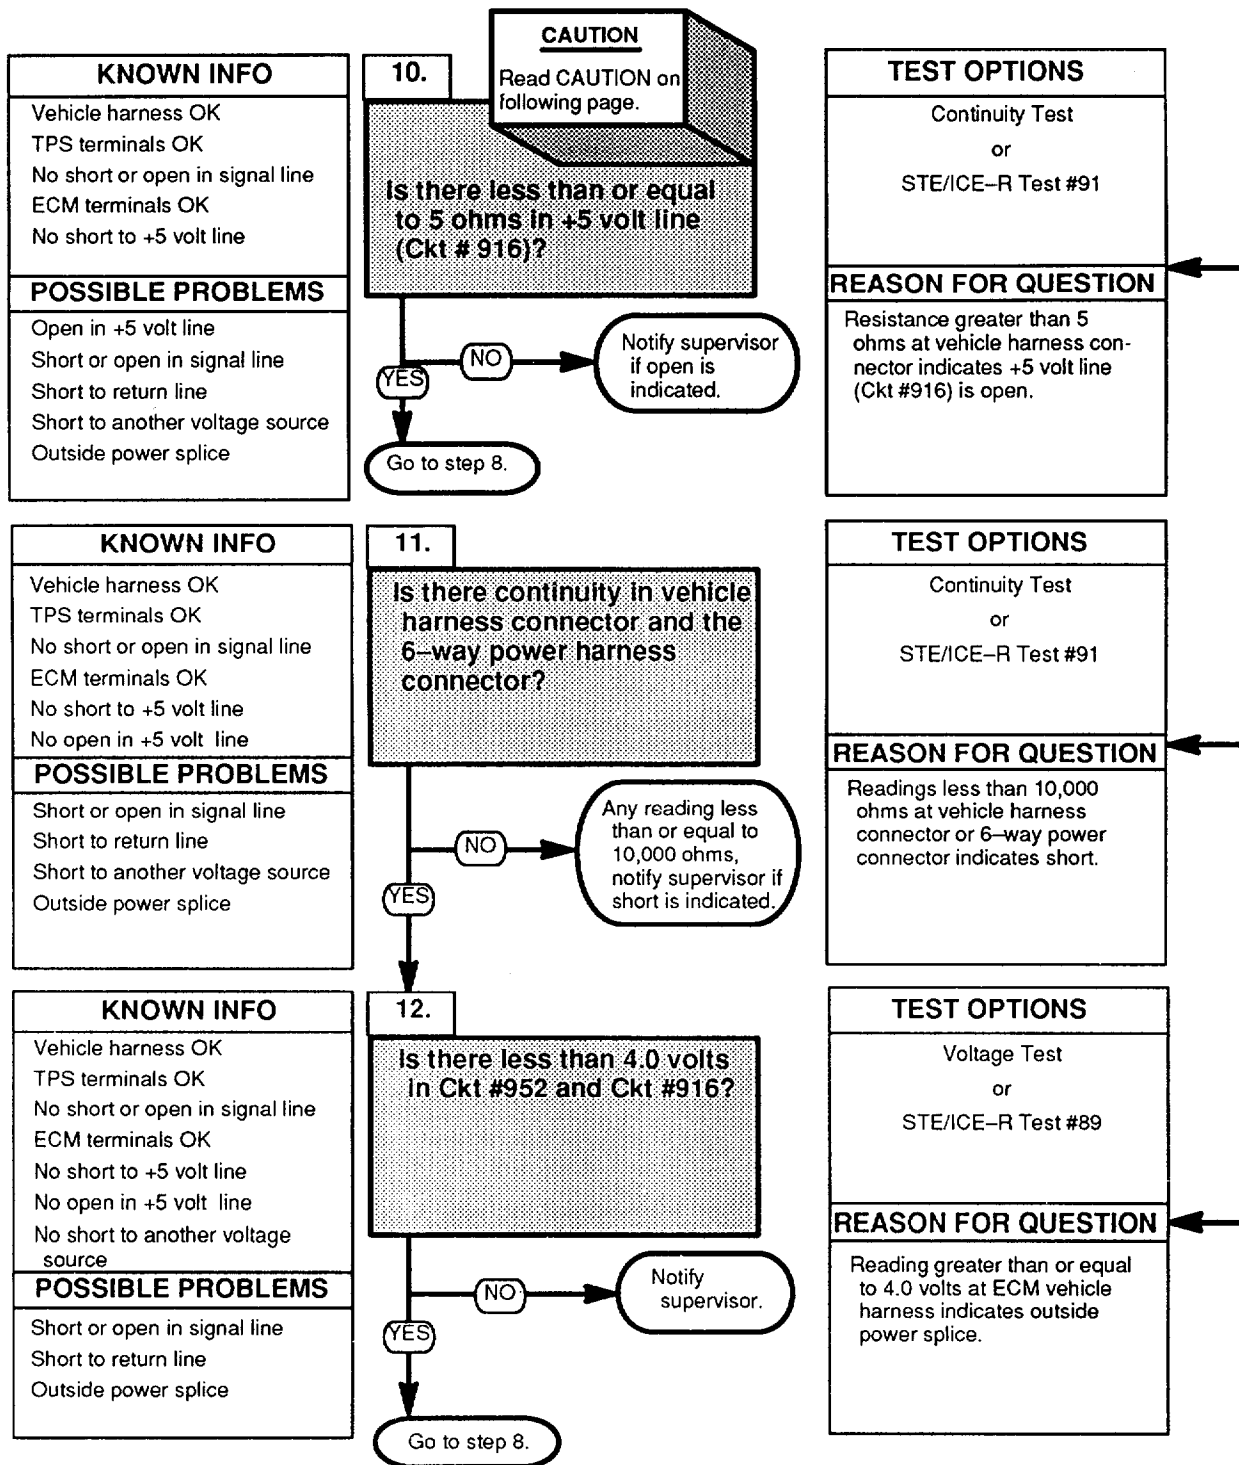 KNOWN INFO
Vehicle harness OK
TPS terminals OK
No short or open in signal line
ECM terminals OK
No short to +5 volt line
POSSIBLE PROBLEMS
Open in +5 volt line
Short or open in signal line
Short to return line
Short to another voltage source
Outside power splice
10.
CAUTION
Read CAUTION on
following page.
Is there less than or equal
to 5 ohms in +5 volt line
(Ckt # 916)?
NO
Notify supervisor
if open is
indicated.
YES
Go to step 8.
TEST OPTIONS
Continuity Test
or
STE/ICE–R Test #91
REASON FOR QUESTION
Resistance greater than 5
ohms at vehicle harness con-
nector indicates +5 volt line
(Ckt #916) is open.
KNOWN INFO
Vehicle harness OK
TPS terminals OK
No short or open in signal line
ECM terminals OK
No short to +5 volt line
No open in +5 volt line
POSSIBLE PROBLEMS
Short or open in signal line
Short to return line
Short to another voltage source
Outside power splice
11.
Is there continuity in vehicle
harness connector and the
6–way power harness
connector?
NO
Any reading less
than or equal to
10,000 ohms,
notify supervisor if
short is indicated.
YES
TEST OPTIONS
Continuity Test
or
STE/ICE–R Test #91
REASON FOR QUESTION
Readings less than 10,000
ohms at vehicle harness
connector or 6–way power
connector indicates short.
KNOWN INFO
Vehicle harness OK
TPS terminals OK
No short or open in signal line
ECM terminals OK
No short to +5 volt line
No open in +5 volt line
No short to another voltage
source
POSSIBLE PROBLEMS
Short or open in signal line
Short to return line
Outside power splice
12.
Is there less than 4.0 volts
in Ckt #952 and Ckt #916?
NO
Notify
supervisor.
YES
Go to step 8.
TEST OPTIONS
Voltage Test
or
STE/ICE–R Test #89
REASON FOR QUESTION
Reading greater than or equal
to 4.0 volts at ECM vehicle
harness indicates outside
power splice.